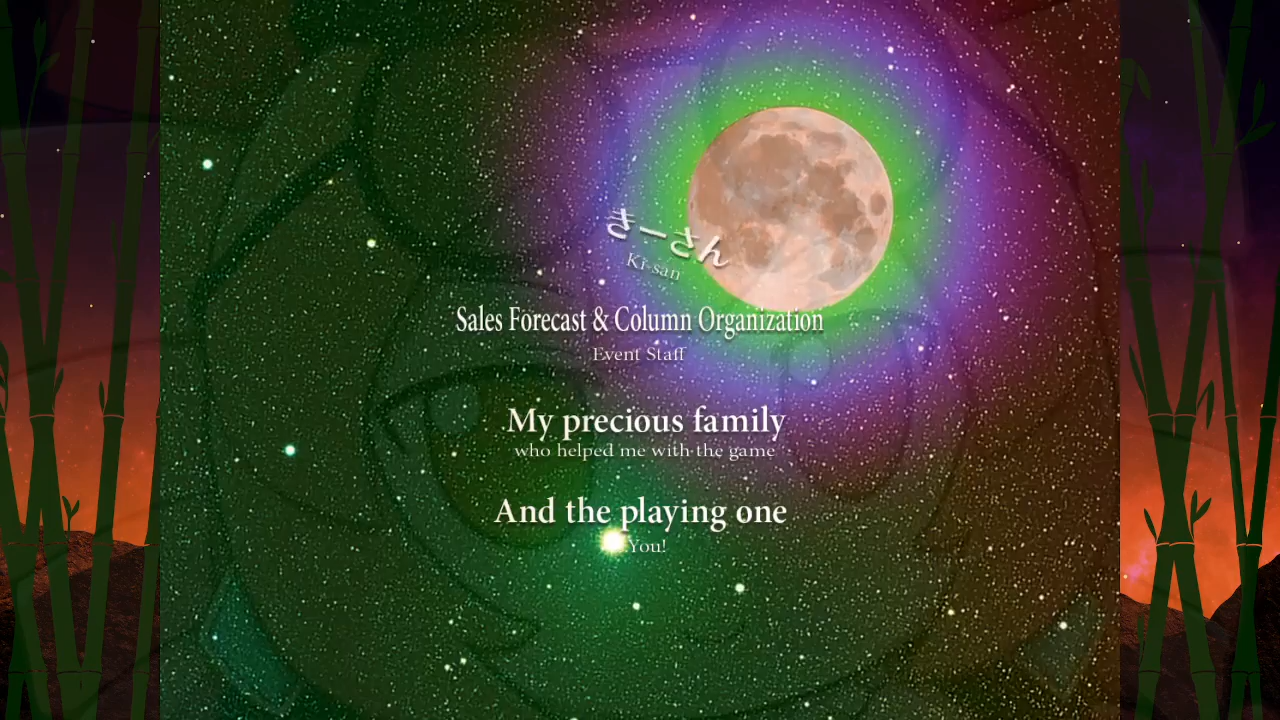 きーさん
Ki-san
Sales Forecast & Column Organization
Event Staff
My precious family
who helped me with the game
And the playing one
You!